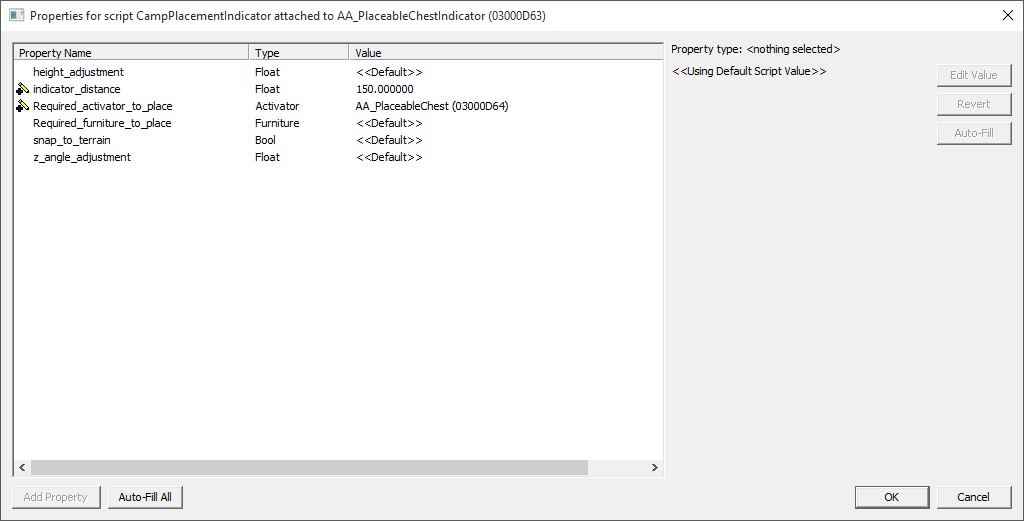 Properties for script CampPlacementIndicator attached to AA_PlaceableChestIndicator (03000D63)
Property Name Type Value
height_adjustment Float <<Default>>
indicator_distance Float 150.000000
Required_activator_to_place Activator AA_PlaceableChest (03000D64)
Required_furniture_to_place Furniture <<Default>>
snap_to_terrain Bool <<Default>>
z_angle_adjustment Float <<Default>>
Property type: <nothing selected>
<<Using Default Script Value>>
Edit Value
Revert
Auto-Fill
Add Property Auto-Fill All OK Cancel